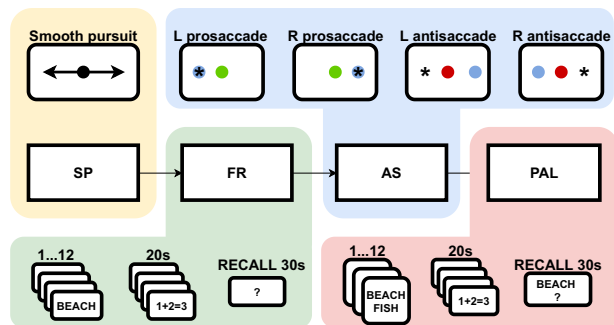 Smooth pursuit
L prosaccade
R prosaccade
L antisaccade
R antisaccade
*
*
*
*
SP
FR
AS
PAL
1...12
20s
RECALL 30s
BEACH
1+2=3
?
1...12
20s
RECALL 30s
BEACH
FISH
1+2=3
BEACH
?